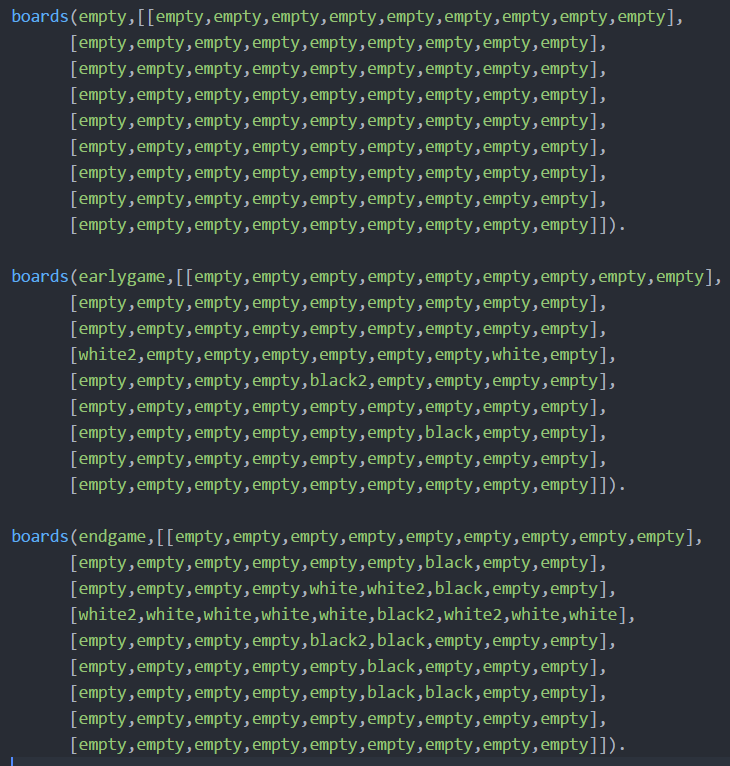 boards(empty,[[empty,empty,empty,empty,empty,empty,empty,empty,empty],
[empty,empty,empty,empty,empty,empty,empty,empty,empty],
[empty,empty,empty,empty,empty,empty,empty,empty,empty],
[empty,empty,empty,empty,empty,empty,empty,empty,empty],
[empty,empty,empty,empty,empty,empty,empty,empty,empty],
[empty,empty,empty,empty,empty,empty,empty,empty,empty],
[empty,empty,empty,empty,empty,empty,empty,empty,empty],
[empty,empty,empty,empty,empty,empty,empty,empty,empty],
[empty,empty,empty,empty,empty,empty,empty,empty,empty]]).
boards(earlygame,[[empty,empty,empty,empty,empty,empty,empty,empty,empty],
[empty,empty,empty,empty,empty,empty,empty,empty,empty],
[empty,empty,empty,empty,empty,empty,empty,empty,empty],
[white2,empty,empty,empty,empty,empty,empty,white,empty],
[empty,empty,empty,empty,black2,empty,empty,empty,empty],
[empty,empty,empty,empty,empty,empty,empty,empty,empty],
[empty,empty,empty,empty,empty,empty,black,empty,empty],
[empty,empty,empty,empty,empty,empty,empty,empty,empty],
[empty,empty,empty,empty,empty,empty,empty,empty,empty]]).
boards(endgame,[[empty,empty,empty,empty,empty,empty,empty,empty,empty],
[empty,empty,empty,empty,empty,empty,black,empty,empty],
[empty,empty,empty,empty,white,white2,black,empty,empty],
[white2,white,white,white,white,black2,white2,white,white],
[empty,empty,empty,empty,black2,black,empty,empty,empty],
[empty,empty,empty,empty,empty,black,empty,empty,empty],
[empty,empty,empty,empty,empty,black,black,empty,empty],
[empty,empty,empty,empty,empty,empty,empty,empty,empty],
[empty,empty,empty,empty,empty,empty,empty,empty,empty]]).